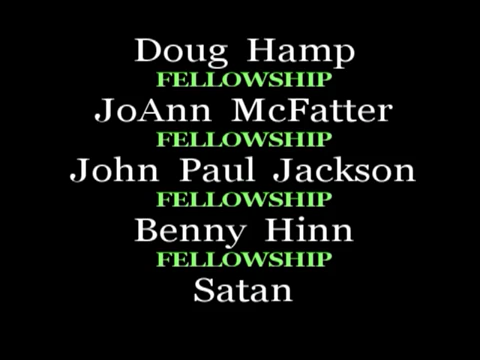 Doug Hamp
FELLOWSHIP
JoAnn McFatter
FELLOWSHIP
John Paul Jackson
FELLOWSHIP
Benny Hinn
FELLOWSHIP
Satan